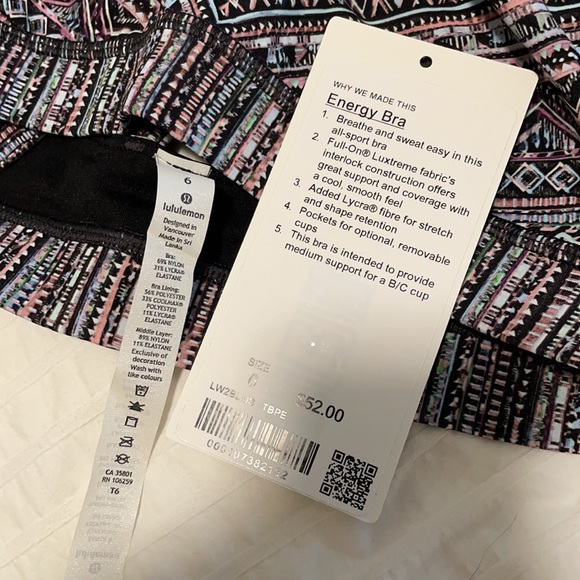 WHY WE MADE THIS
Energy Bra
1. Breathe and sweat easy in this
all-sport bra
2. Full-On® Luxtreme fabric's
interlock construction offers
great support and coverage with
a cool, smooth feel
3. Added Lycra® fibre for stretch
and shape retention
4. Pockets for optional, removable
cups
5. This bra is intended to provide
medium support for a B/C cup
SIZE
6
TBPE
$52.00
6
lululemon
Designed in
Vancouver
Made in Sri
Lanka
Bra:
69% NYLON
31% LYCRA®
ELASTANE
Bra Lining:
56% POLYESTER
33% COOLMAX®
POLYESTER
11% LYCRA®
ELASTANE
Middle Layer:
89% NYLON
11% ELASTANE
Exclusive of
decoration
Wash with
like colours
CA 35801
RN 106259
T6
lululemon